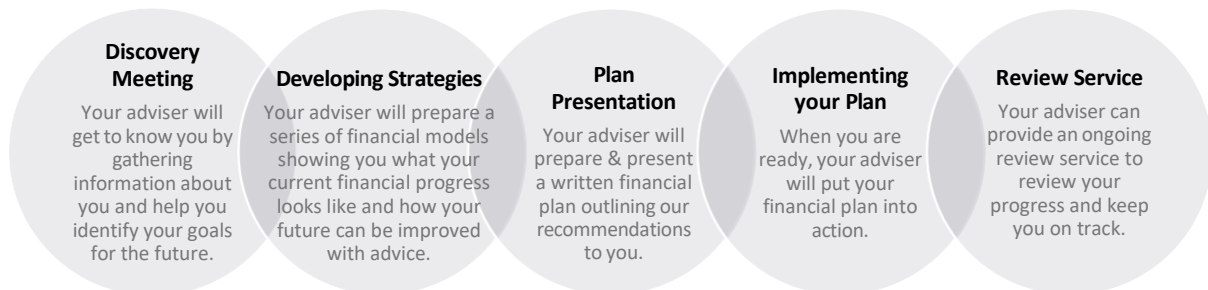 Discovery
Meeting
Your adviser will
get to know you by
gathering
information about
you and help you
identify your goals
for the future.
Developing Strategies
Your adviser will prepare a
series of financial models
showing you what your
current financial progress
looks like and how your
future can be improved
with advice.
Plan
Presentation
Your adviser will
prepare & present
a written financial
plan outlining our
recommendations
to you.
Implementing
your Plan
When you are
ready, your adviser
will put your
financial plan into
action.
Review Service
Your adviser can
provide an ongoing
review service to
review your
progress and keep
you on track.